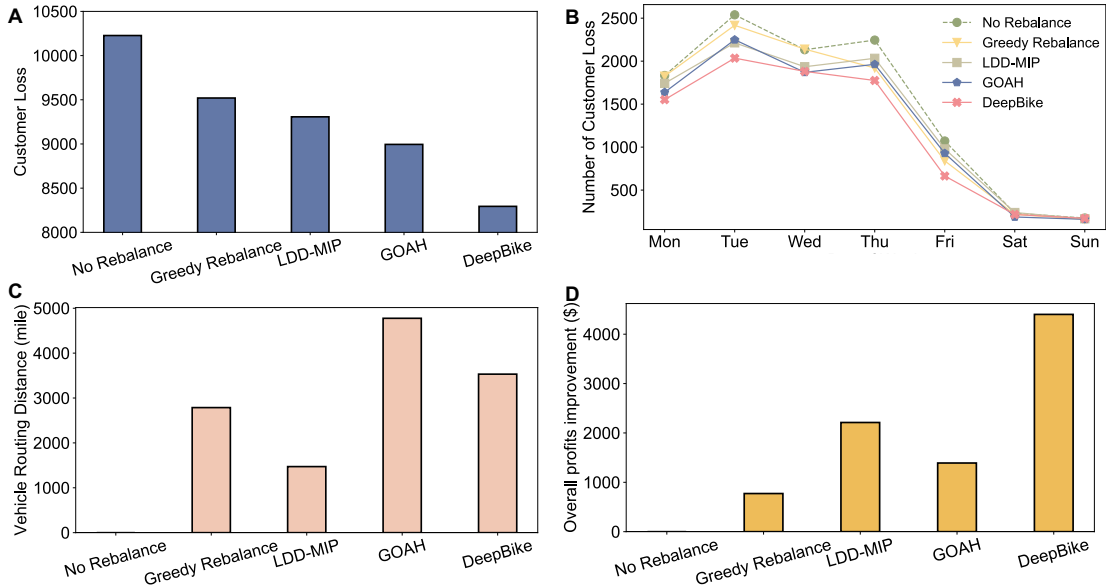 A
Customer Loss
10500
10000
9500
9000
8500
8000
No Rebalance
Greedy Rebalance
LDD-MIP
GOAH
DeepBike
B
Number of Customer Loss
2500
2000
1500
1000
500
Mon
Tue
Wed
Thu
Fri
Sat
Sun
No Rebalance
Greedy Rebalance
LDD-MIP
GOAH
DeepBike
C
Vehicle Routing Distance (mile)
5000
4000
3000
2000
1000
0
No Rebalance
Greedy Rebalance
LDD-MIP
GOAH
DeepBike
D
Overall profits improvement ($)
4000
3000
2000
1000
0
No Rebalance
Greedy Rebalance
LDD-MIP
GOAH
DeepBike